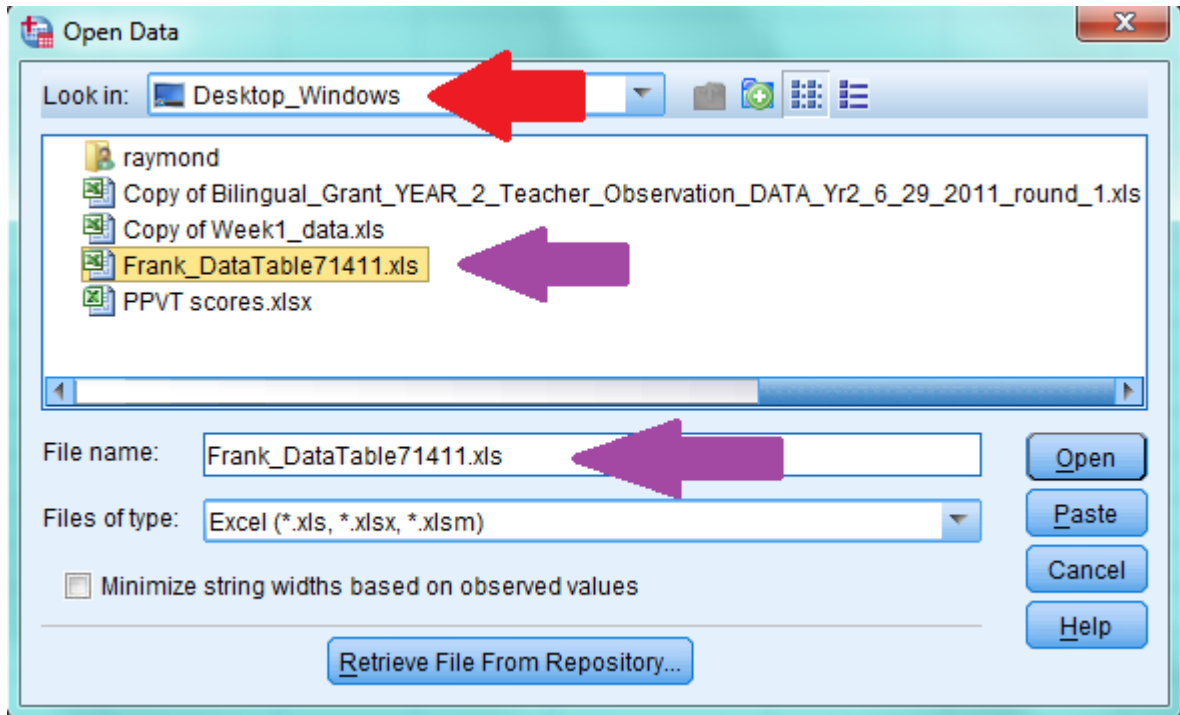 Open Data
Look in: Desktop_Windows
raymond
Copy of Bilingual_Grant_YEAR_2_Teacher_Observation_DATA_Yr2_6_29_2011_round_1.xls
Copy of Week1_data.xls
Frank_DataTable71411.xls
PPVT scores.xlsx
File name: Frank_DataTable71411.xls
Open
Files of type: Excel (*.xls, *.xlsx, *.xlsm)
Paste
Minimize string widths based on observed values
Cancel
Help
Retrieve File From Repository...